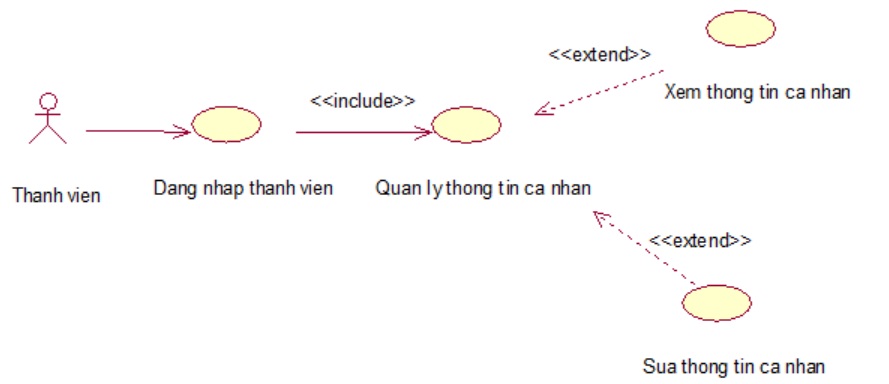 <<extend>>
Xem thong tin ca nhan
<<include>>
Thanh vien
Dang nhap thanh vien
Quan ly thong tin ca nhan
<<extend>>
Sua thong tin ca nhan